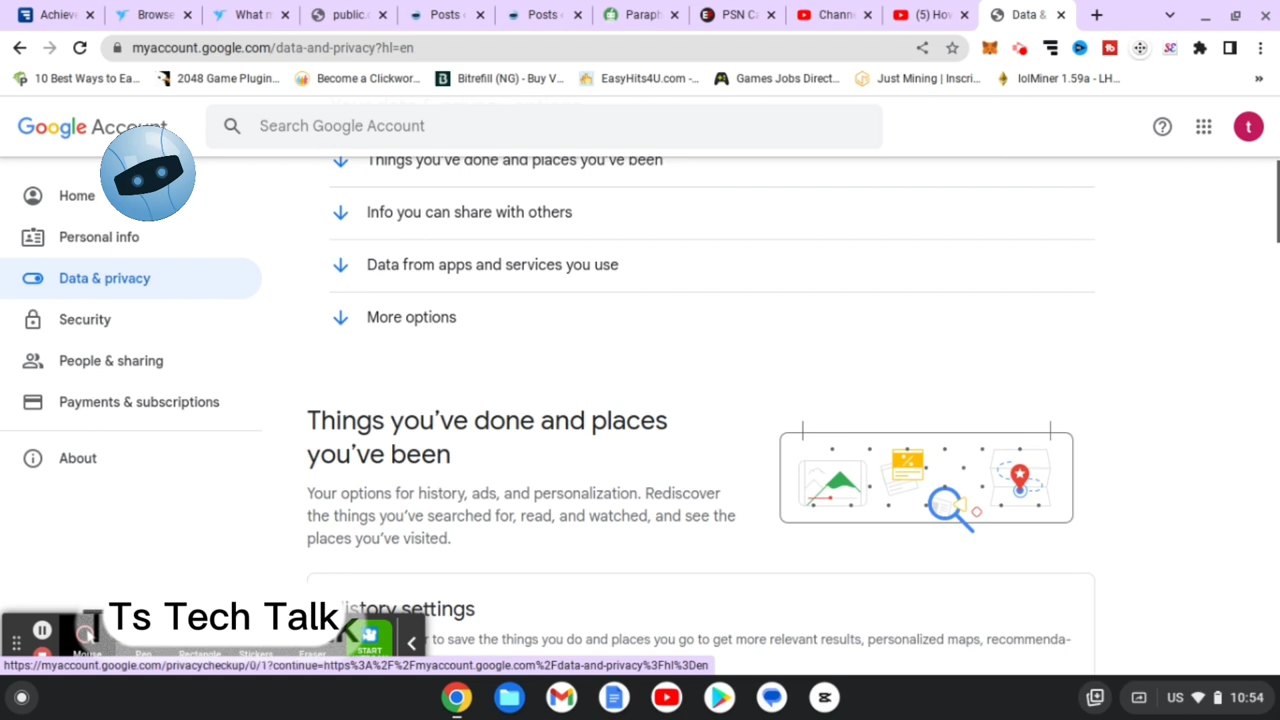 Achiev
Browse
What m
public.c
Posts
Posts
Paraph
PSN Ca
Chann
(5) Ho
Data &
myaccount.google.com/data-and-privacy?hl=en
10 Best Ways to Ea...
2048 Game Plugin...
Become a Clickwor...
Bitrefill (NG) - Buy V...
EasyHits4U.com -...
Games Jobs Direct...
Just Mining | Inscri...
lolMiner 1.59a - LH...
»
Google Account
Search Google Account
t
Home
Personal info
Data & privacy
Security
People & sharing
Payments & subscriptions
About
Things you've done and places you've been
Info you can share with others
Data from apps and services you use
More options
Things you've done and places
you've been
Your options for history, ads, and personalization. Rediscover
the things you've searched for, read, and watched, and see the
places you've visited.
istory settings
r to save the things you do and places you go to get more relevant results, personalized maps, recommenda-
Ts Tech Talk
START
https://myaccount.google.com/privacycheckup/0/1?continue=https%3A%2F%2Fmyaccount.google.com%2Fdata-and-privacy%3Fhl%3Den
US
10:54